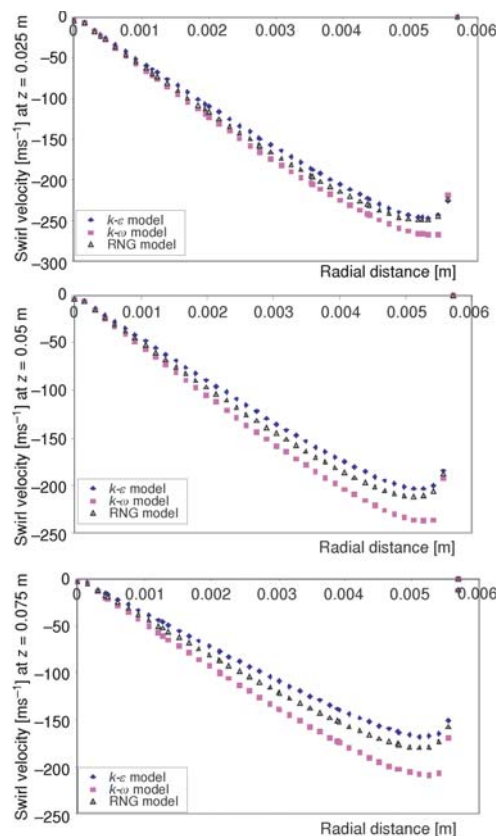 Swirl velocity [ms⁻¹] at z = 0.025 m
0
0 0.001 0.002 0.003 0.004 0.005 0.006
−50
−100
−150
−200
−250
−300
k-ε model
k-ω model
RNG model
Radial distance [m]
Swirl velocity [ms⁻¹] at z = 0.05 m
0
0 0.001 0.002 0.003 0.004 0.005 0.006
−50
−100
−150
−200
−250
k-ε model
k-ω model
RNG model
Radial distance [m]
Swirl velocity [ms⁻¹] at z = 0.075 m
0
0 0.001 0.002 0.003 0.004 0.005 0.006
−50
−100
−150
−200
−250
k-ε model
k-ω model
RNG model
Radial distance [m]